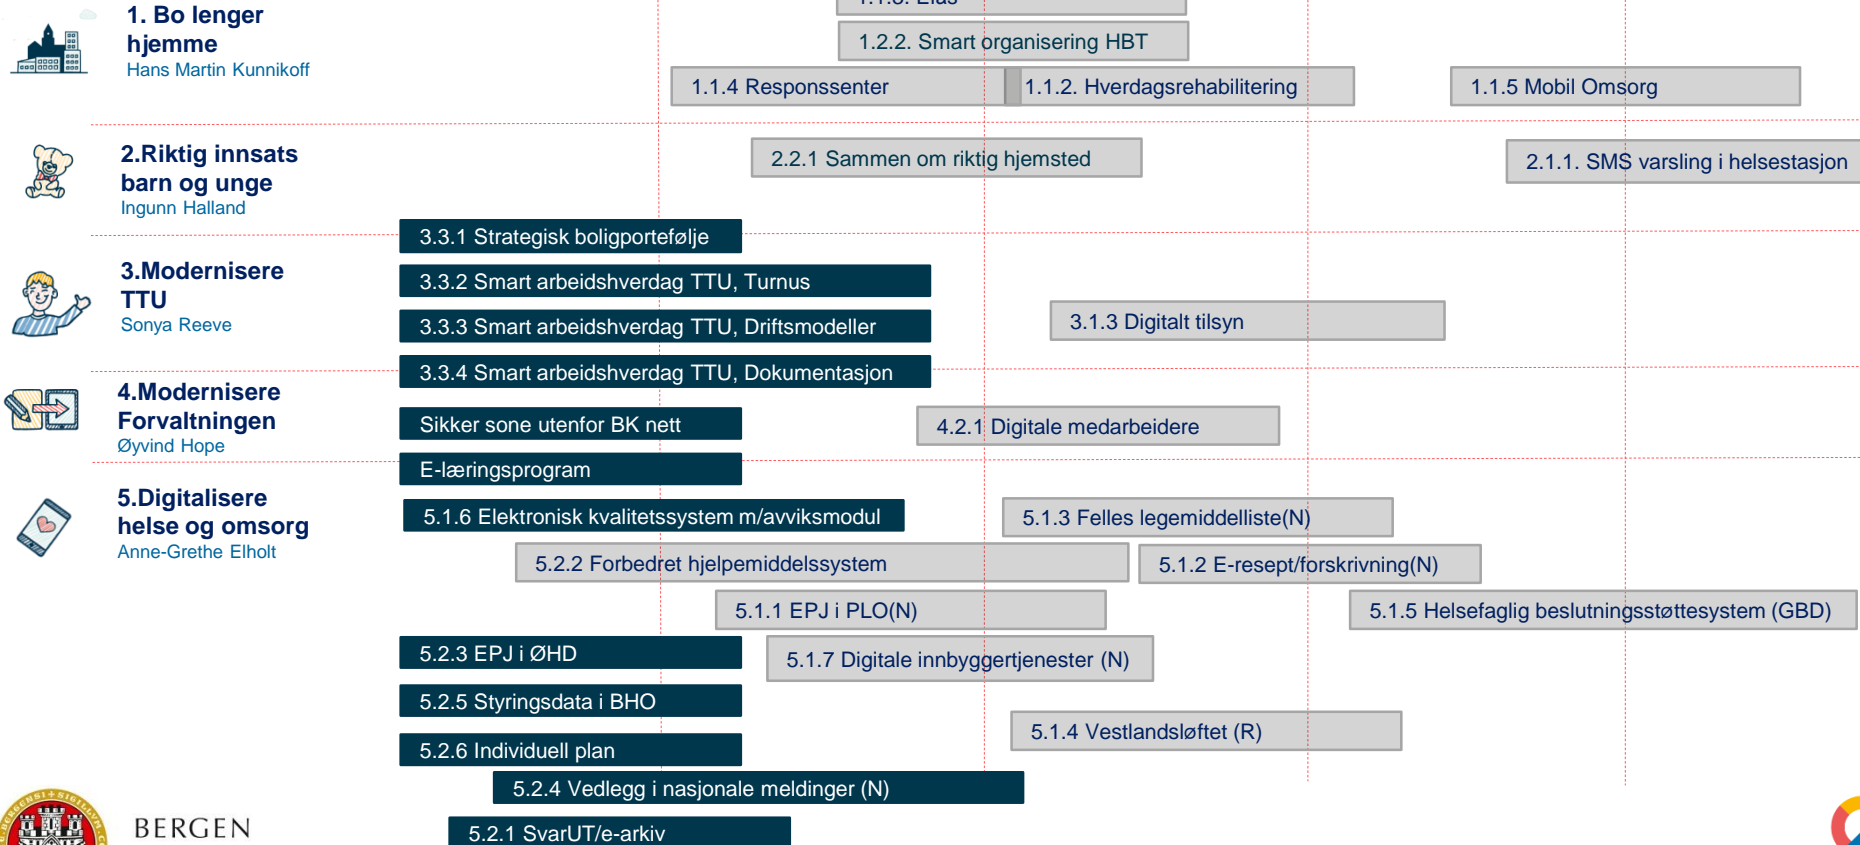 1.1.3. Elas
1. Bo lenger
hjemme
Hans Martin Kunnikoff
1.2.2. Smart organisering HBT
1.1.4 Responssenter
1.1.2. Hverdagsrehabilitering
1.1.5 Mobil Omsorg
2.Riktig innsats
barn og unge
Ingunn Halland
2.2.1 Sammen om riktig hjemsted
2.1.1. SMS varsling i helsestasjon
3.3.1 Strategisk boligportefølje
3.Modernisere
TTU
Sonya Reeve
3.3.2 Smart arbeidshverdag TTU, Turnus
3.3.3 Smart arbeidshverdag TTU, Driftsmodeller
3.1.3 Digitalt tilsyn
3.3.4 Smart arbeidshverdag TTU, Dokumentasjon
4.Modernisere
Forvaltningen
Øyvind Hope
Sikker sone utenfor BK nett
4.2.1 Digitale medarbeidere
E-læringsprogram
5.Digitalisere
helse og omsorg
Anne-Grethe Elholt
5.1.6 Elektronisk kvalitetssystem m/avviksmodul
5.1.3 Felles legemiddelliste(N)
5.2.2 Forbedret hjelpemiddelssystem
5.1.2 E-resept/forskrivning(N)
5.1.1 EPJ i PLO(N)
5.1.5 Helsefaglig beslutningsstøttesystem (GBD)
5.2.3 EPJ i ØHD
5.1.7 Digitale innbyggertjenester (N)
5.2.5 Styringsdata i BHO
5.1.4 Vestlandsløftet (R)
5.2.6 Individuell plan
5.2.4 Vedlegg i nasjonale meldinger (N)
BERGEN
5.2.1 SvarUT/e-arkiv